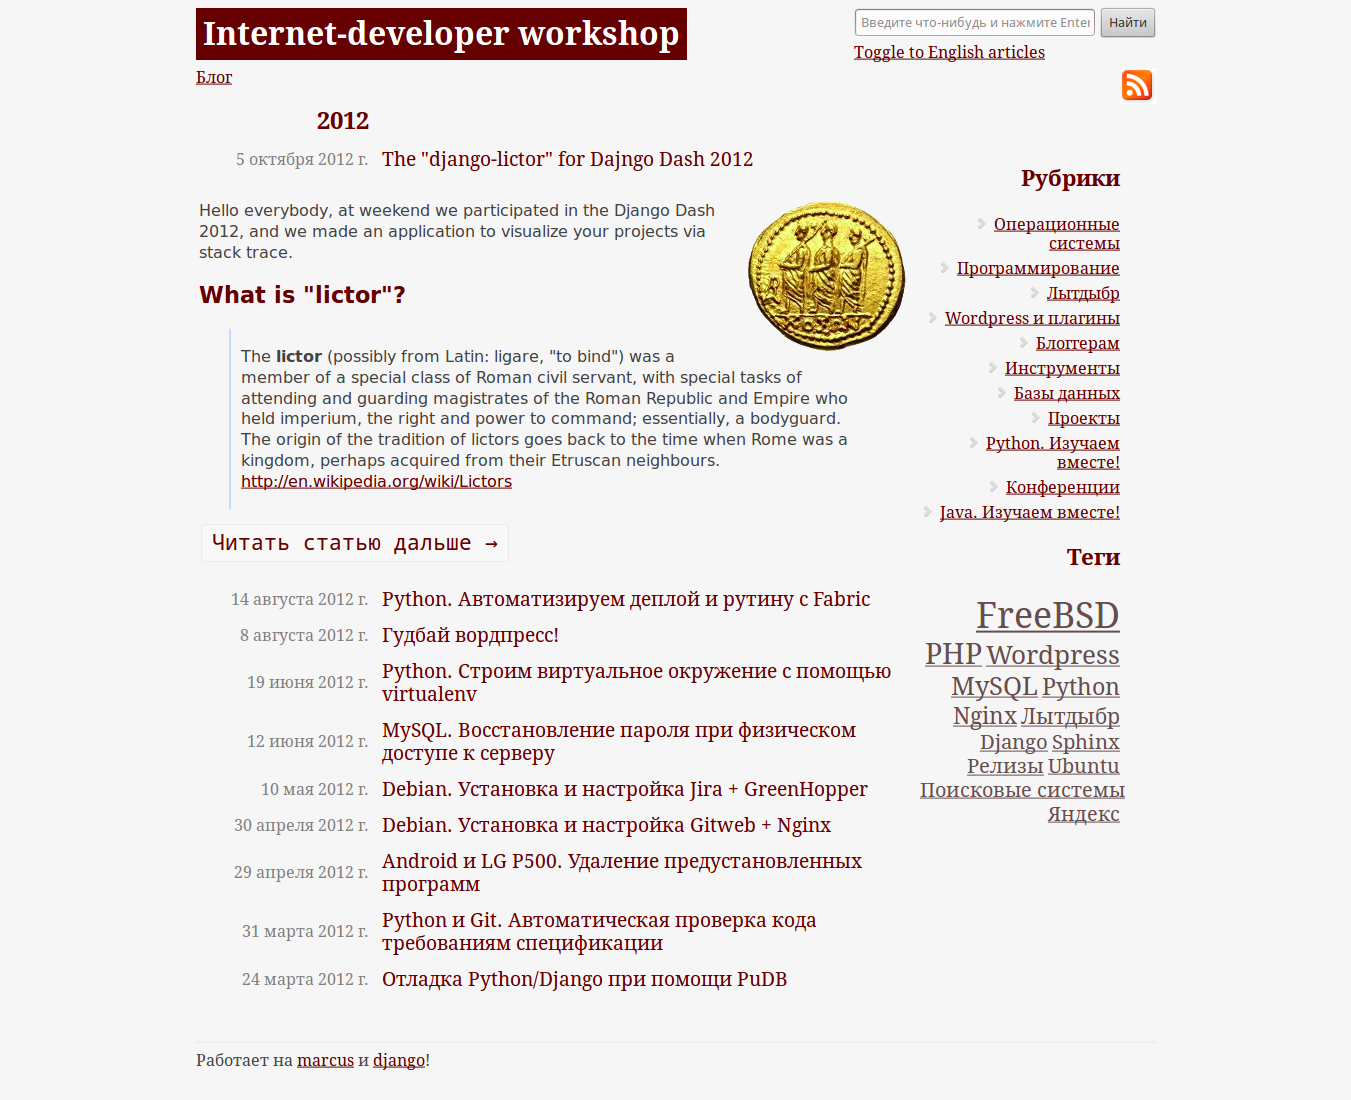 Internet-developer workshop
Введите что-нибудь и нажмите Enter
Найти
Toggle to English articles
Блог
2012
5 октября 2012 г. The "django-lictor" for Dajngo Dash 2012
Hello everybody, at weekend we participated in the Django Dash
2012, and we made an application to visualize your projects via
stack trace.
What is "lictor"?
The lictor (possibly from Latin: ligare, "to bind") was a
member of a special class of Roman civil servant, with special tasks of
attending and guarding magistrates of the Roman Republic and Empire who
held imperium, the right and power to command; essentially, a bodyguard.
The origin of the tradition of lictors goes back to the time when Rome was a
kingdom, perhaps acquired from their Etruscan neighbours.
http://en.wikipedia.org/wiki/Lictors
Читать статью дальше →
14 августа 2012 г. Python. Автоматизируем деплой и рутину с Fabric
8 августа 2012 г. Гудбай вордпресс!
19 июня 2012 г. Python. Строим виртуальное окружение с помощью
virtualenv
12 июня 2012 г. MySQL. Восстановление пароля при физическом
доступе к серверу
10 мая 2012 г. Debian. Установка и настройка Jira + GreenHopper
30 апреля 2012 г. Debian. Установка и настройка Gitweb + Nginx
29 апреля 2012 г. Android и LG P500. Удаление предустановленных
программ
31 марта 2012 г. Python и Git. Автоматическая проверка кода
требованиям спецификации
24 марта 2012 г. Отладка Python/Django при помощи PuDB
Рубрики
Операционные
системы
Программирование
Лытдыбр
Wordpress и плагины
Блоггерам
Инструменты
Базы данных
Проекты
Python. Изучаем
вместе!
Конференции
Java. Изучаем вместе!
Теги
FreeBSD
PHP Wordpress
MySQL Python
Nginx Лытдыбр
Django Sphinx
Релизы Ubuntu
Поисковые системы
Яндекс
Работает на marcus и django!